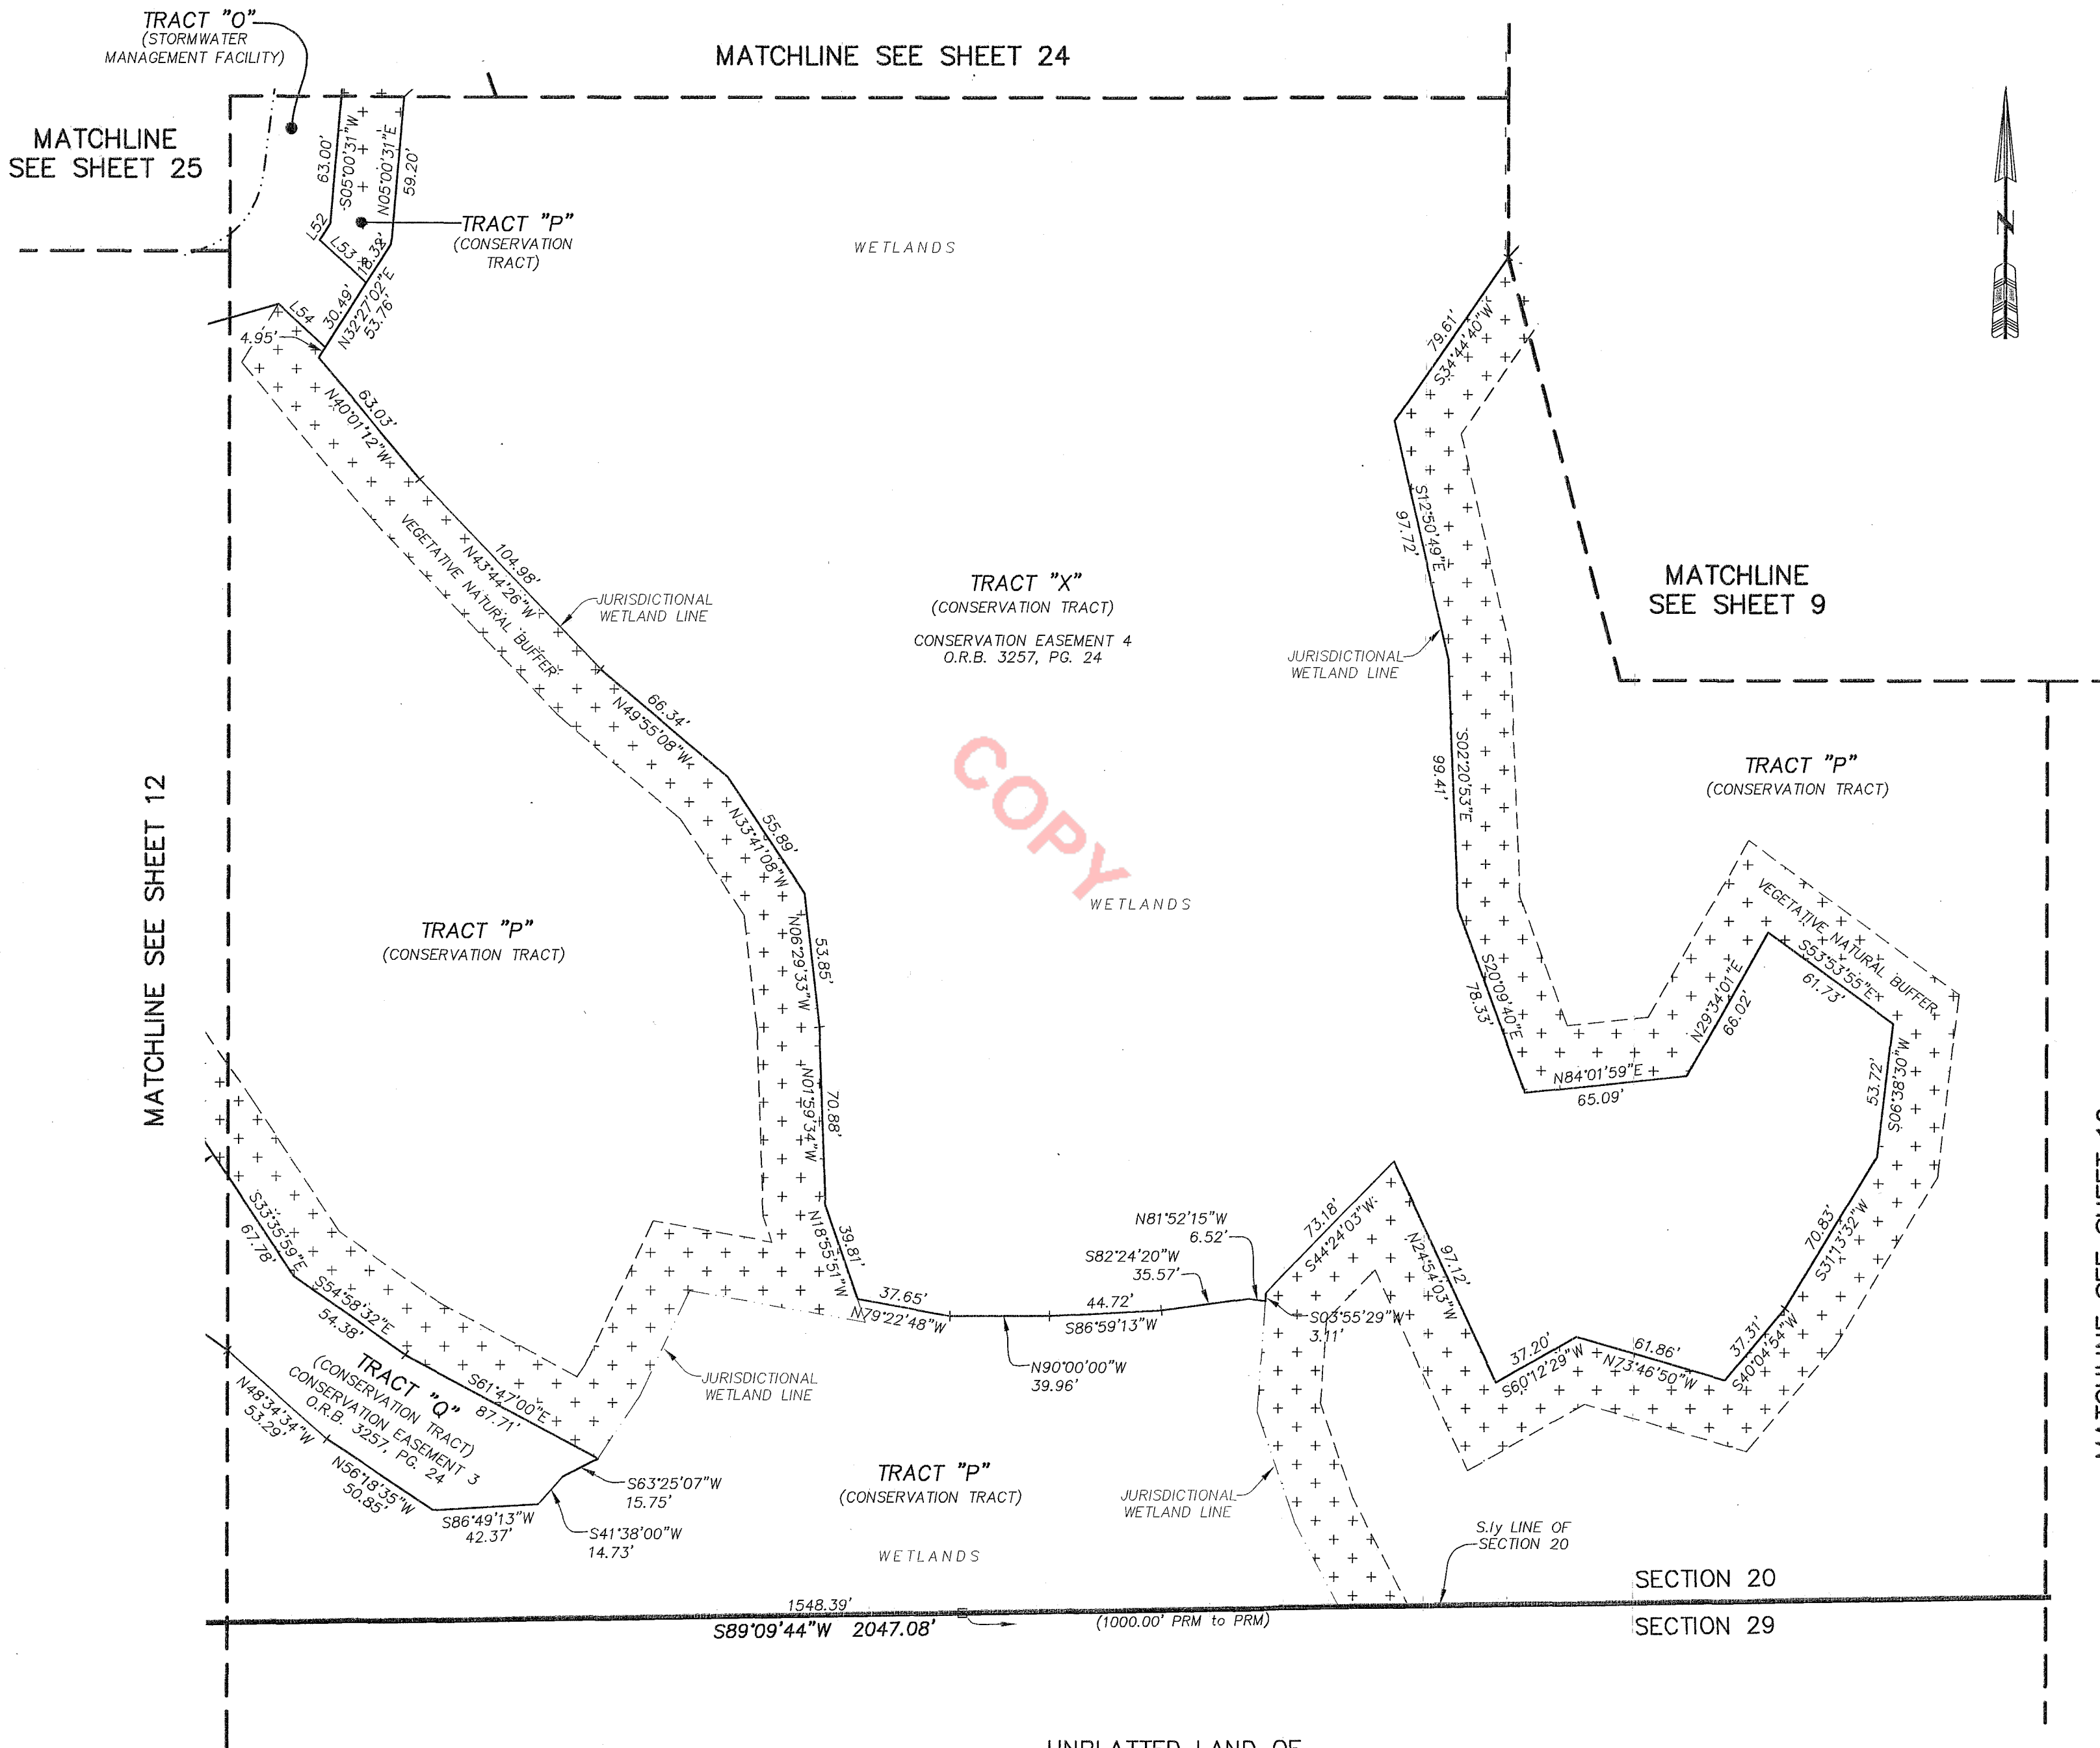 TRACT "O"
(STORMWATER
MANAGEMENT FACILITY)
MATCHLINE SEE SHEET 24
MATCHLINE
SEE SHEET 25
63.00'
S05°00'31"W
N05°00'31"E
59.20'
L52
L53
18.32'
TRACT "P"
(CONSERVATION
TRACT)
30.49'
N32°27'02"E
53.76'
L54
4.95'
WETLANDS
N
79.61'
S34°44'40"W
63.03'
N40°01'12"W
104.98'
N43°44'26"W
VEGETATIVE NATURAL BUFFER
JURISDICTIONAL
WETLAND LINE
TRACT "X"
(CONSERVATION TRACT)
CONSERVATION EASEMENT 4
O.R.B. 3257, PG. 24
S12°50'49"E
97.72'
JURISDICTIONAL
WETLAND LINE
MATCHLINE
SEE SHEET 9
66.34'
N49°55'08"W
COPY
S02°20'53"E
99.41'
TRACT "P"
(CONSERVATION TRACT)
MATCHLINE SEE SHEET 12
55.89'
N33°41'08"W
WETLANDS
VEGETATIVE NATURAL BUFFER
TRACT "P"
(CONSERVATION TRACT)
53.85'
N06°29'33"W
S20°09'40"E
78.33'
S53°53'55"E
61.73'
N29°34'01"E
66.02'
N84°01'59"E
65.09'
53.72'
S06°38'30"W
70.88'
N01°59'34"W
S33°35'59"E
67.78'
39.81'
N18°55'51"W
N81°52'15"W
6.52'
S82°24'20"W
35.57'
73.18'
S44°24'03"W
97.12'
N24°54'03"W
70.83'
S31°13'32"W
S54°58'32"E
54.38'
37.65'
N79°22'48"W
44.72'
S86°59'13"W
S03°55'29"W
3.11'
N90°00'00"W
39.96'
37.20'
S60°12'29"W
61.86'
N73°46'50"W
37.31'
S40°04'54"W
TRACT "Q"
(CONSERVATION TRACT)
CONSERVATION EASEMENT 3
O.R.B. 3257, PG. 24
S61°47'00"E
87.71'
JURISDICTIONAL
WETLAND LINE
N48°34'34"W
53.29'
N56°18'35"W
50.85'
S86°49'13"W
42.37'
S63°25'07"W
15.75'
S41°38'00"W
14.73'
TRACT "P"
(CONSERVATION TRACT)
JURISDICTIONAL
WETLAND LINE
WETLANDS
S.ly LINE OF
SECTION 20
SECTION 20
1548.39'
S89°09'44"W 2047.08'
(1000.00' PRM to PRM)
SECTION 29